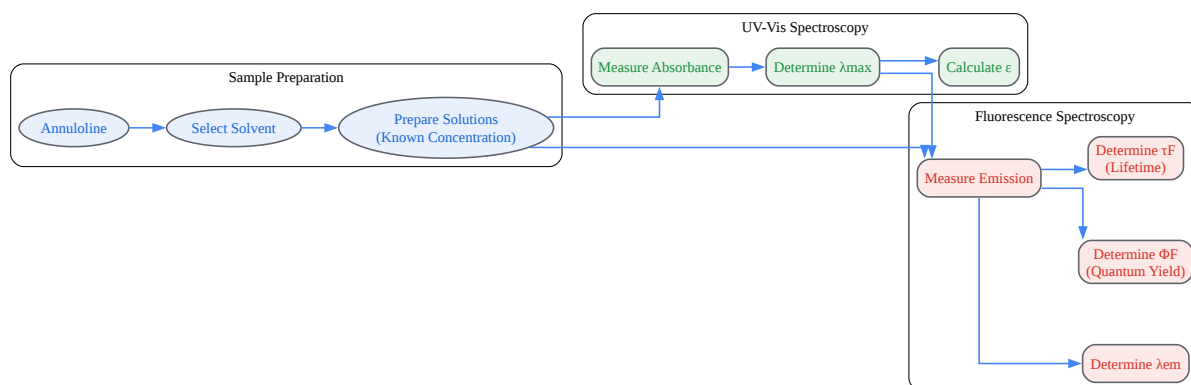 Sample Preparation
Annuloline
Select Solvent
Prepare Solutions
(Known Concentration)
UV-Vis Spectroscopy
Measure Absorbance
Determine λmax
Calculate ε
Fluorescence Spectroscopy
Measure Emission
Determine τF
(Lifetime)
Determine ΦF
(Quantum Yield)
Determine λem